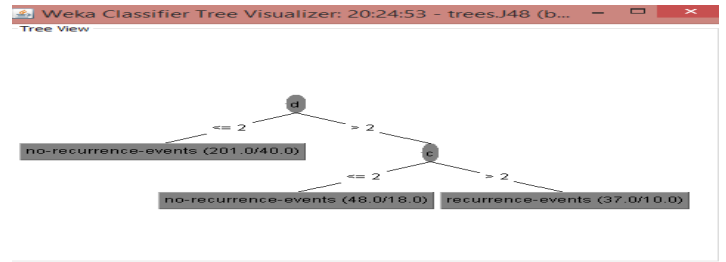 Weka Classifier Tree Visualizer: 20:24:53 - trees.J48 (b...
Tree View
d
<= 2 > 2
no-recurrence-events (201.0/40.0) c
<= 2 > 2
no-recurrence-events (48.0/18.0) recurrence-events (37.0/10.0)